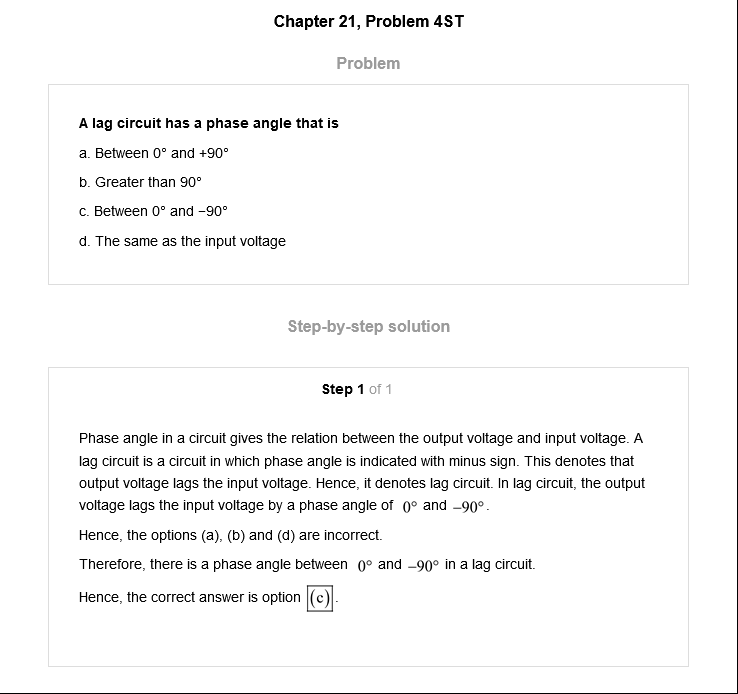 Chapter 21, Problem 4ST
Problem
A lag circuit has a phase angle that is
a. Between 0° and +90°
b. Greater than 90°
c. Between 0° and −90°
d. The same as the input voltage
Step-by-step solution
Step 1 of 1
Phase angle in a circuit gives the relation between the output voltage and input voltage. A
lag circuit is a circuit in which phase angle is indicated with minus sign. This denotes that
output voltage lags the input voltage. Hence, it denotes lag circuit. In lag circuit, the output
voltage lags the input voltage by a phase angle of 0° and −90°.
Hence, the options (a), (b) and (d) are incorrect.
Therefore, there is a phase angle between 0° and −90° in a lag circuit.
Hence, the correct answer is option (c).